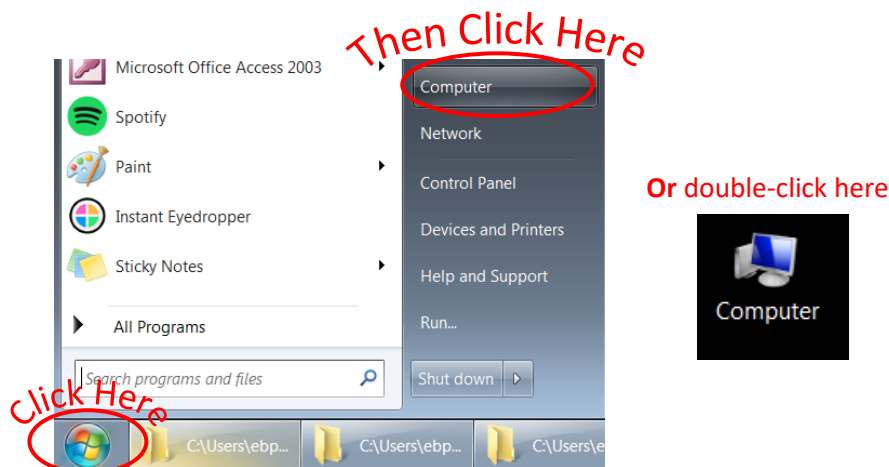 Then Click Here
Microsoft Office Access 2003
Spotify
Paint
Instant Eyedropper
Sticky Notes
All Programs
Search programs and files
Computer
Network
Control Panel
Devices and Printers
Help and Support
Run...
Shut down
Click Here
C:\Users\ebp...
C:\Users\ebp...
C:\Users\e
Or double-click here
Computer